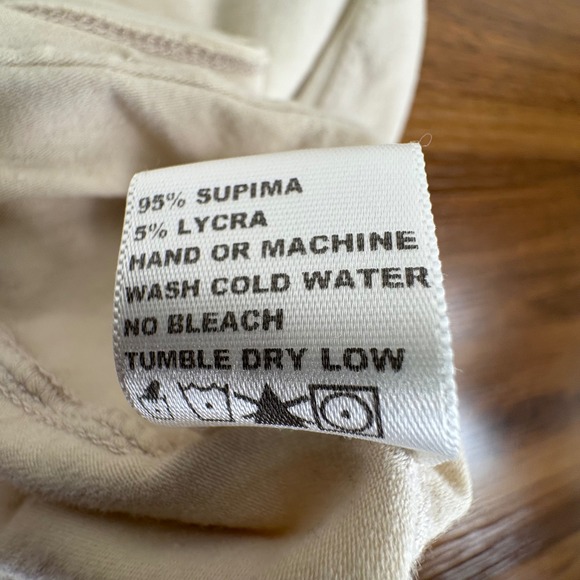 95% SUPIMA
5% LYCRA
HAND OR MACHINE
WASH COLD WATER
NO BLEACH
TUMBLE DRY LOW